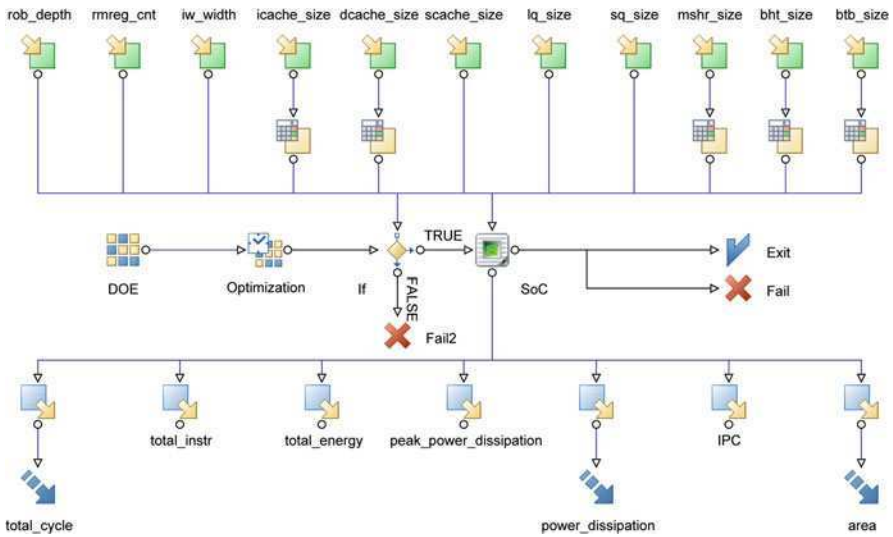 rob_depth rmreg_cnt iw_width icache_size dcache_size scache_size lq_size sq_size mshr_size bht_size btb_size
TRUE
DOE Optimization If FALSE SoC Exit
Fail
Fail2
total_instr total_energy peak_power_dissipation IPC
total_cycle power_dissipation area